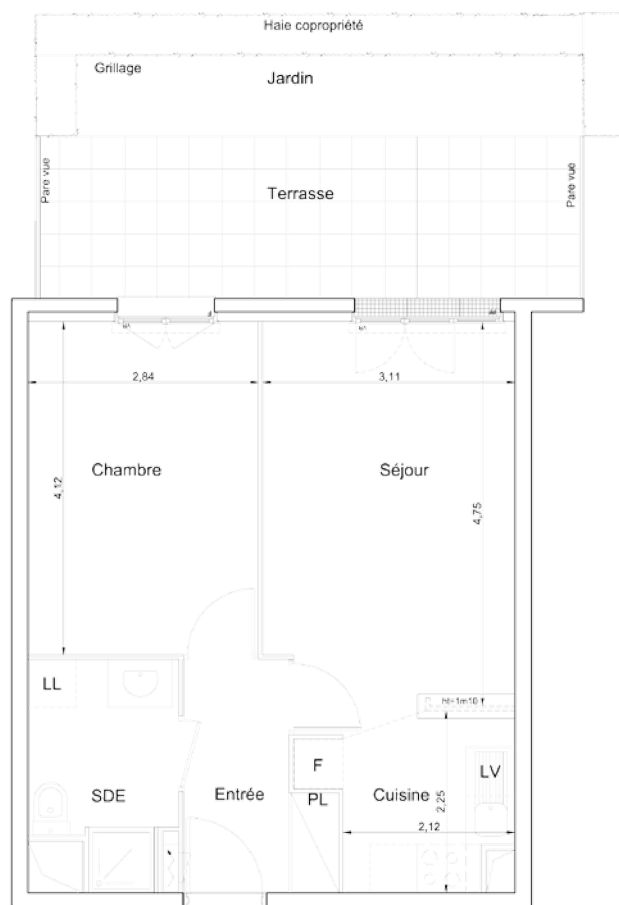 Haie copropriété
Grillage
Jardin
Pare vue
Terrasse
Pare vue
2,84
3,11
Chambre
Séjour
4,12
4,75
LL
ht=1m10
F
LV
SDE
Entrée
PL
Cuisine
2,25
2,12